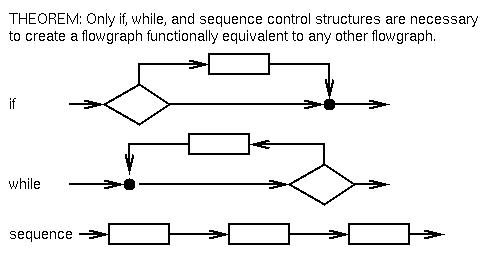 THEOREM: Only if, while, and sequence control structures are necessary
to create a flowgraph functionally equivalent to any other flowgraph.
if
while
sequence